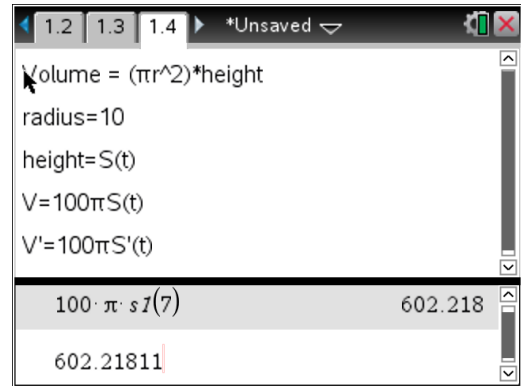 1.2 1.3 1.4 *Unsaved
Volume = (πr^2)*height
radius=10
height=S(t)
V=100πS(t)
V'=100πS'(t)
100·π·s1(7) 602.218
602.21811